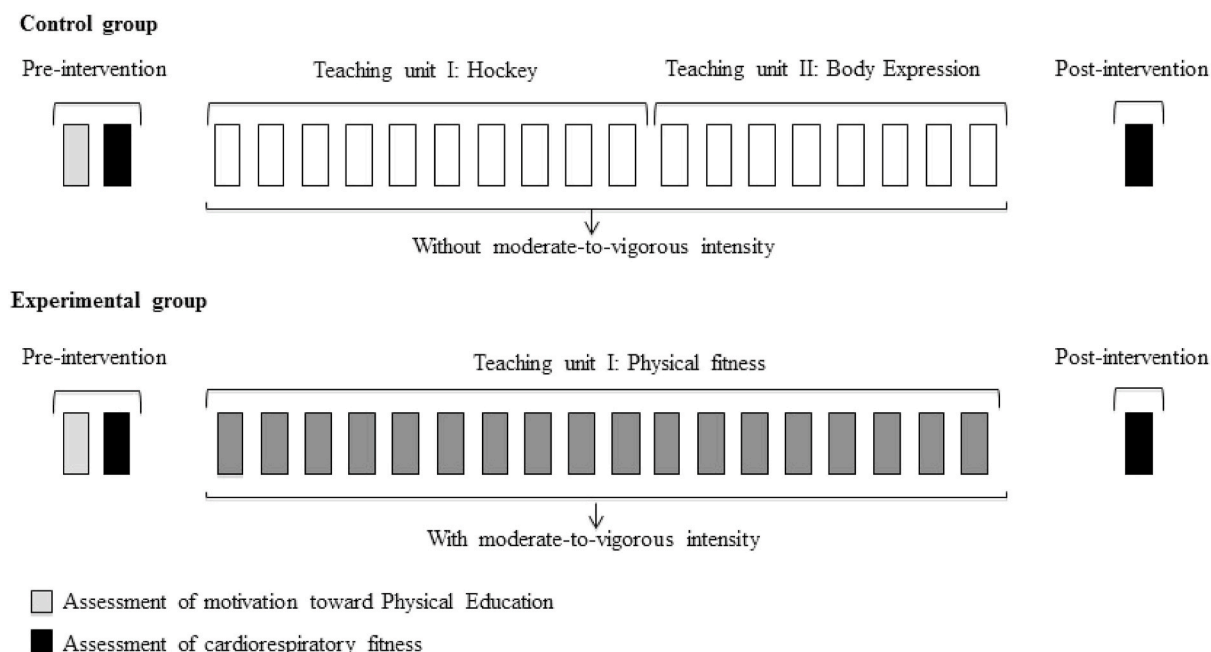 Control group
Pre-intervention
Teaching unit I: Hockey
Teaching unit II: Body Expression
Post-intervention
Without moderate-to-vigorous intensity
Experimental group
Pre-intervention
Teaching unit I: Physical fitness
Post-intervention
With moderate-to-vigorous intensity
Assessment of motivation toward Physical Education
Assessment of cardiorespiratory fitness